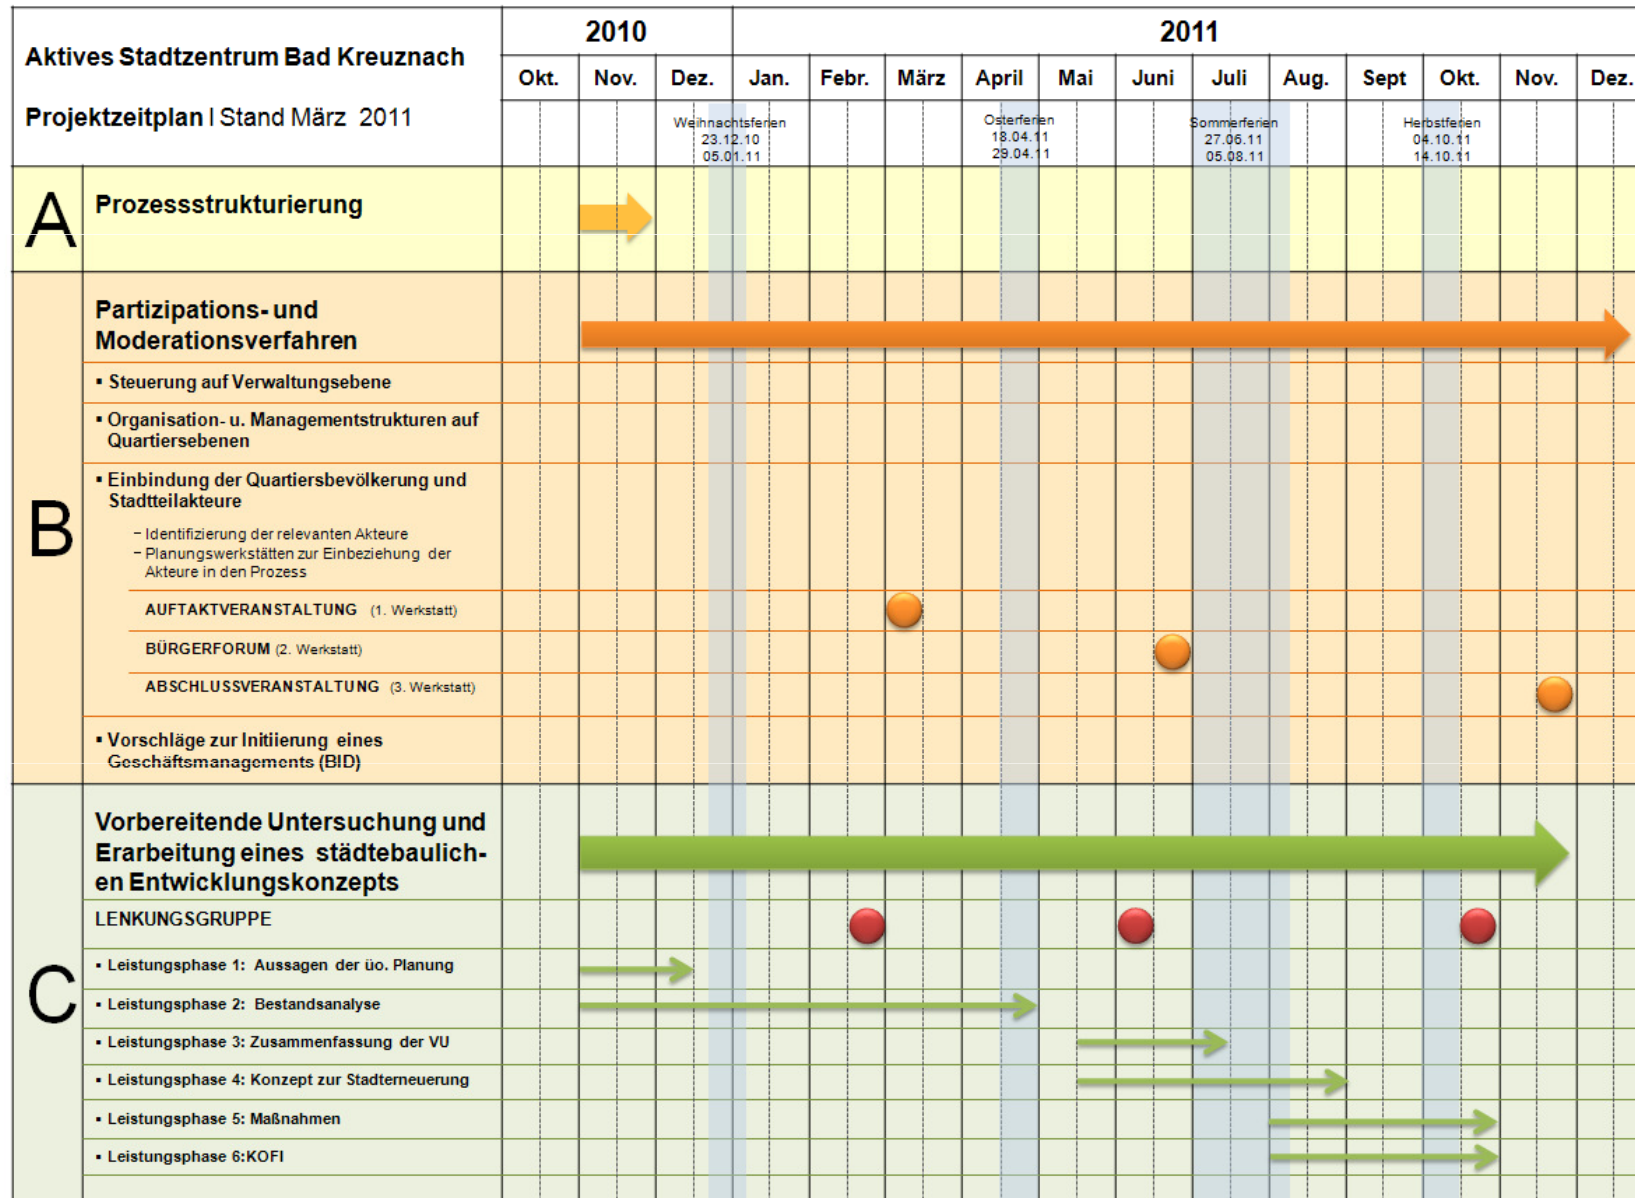 2010
2011
Aktives Stadtzentrum Bad Kreuznach
Projektzeitplan I Stand März 2011
Okt. Nov. Dez. Jan. Febr. März April Mai Juni Juli Aug. Sept Okt. Nov. Dez.
Weihnachtsferien
23.12.10
05.01.11
Osterferien
18.04.11
29.04.11
Sommerferien
27.06.11
05.08.11
Herbstferien
04.10.11
14.10.11
A
Prozessstrukturierung
B
Partizipations- und
Moderationsverfahren
▪ Steuerung auf Verwaltungsebene
▪ Organisation- u. Managementstrukturen auf
Quartiersebenen
▪ Einbindung der Quartiersbevölkerung und
Stadtteilakteure
– Identifizierung der relevanten Akteure
– Planungswerkstätten zur Einbeziehung der
Akteure in den Prozess
AUFTAKTVERANSTALTUNG (1. Werkstatt)
BÜRGERFORUM (2. Werkstatt)
ABSCHLUSSVERANSTALTUNG (3. Werkstatt)
▪ Vorschläge zur Initiierung eines
Geschäftsmanagements (BID)
C
Vorbereitende Untersuchung und
Erarbeitung eines städtebaulich-
en Entwicklungskonzepts
LENKUNGSGRUPPE
▪ Leistungsphase 1: Aussagen der üo. Planung
▪ Leistungsphase 2: Bestandsanalyse
▪ Leistungsphase 3: Zusammenfassung der VU
▪ Leistungsphase 4: Konzept zur Stadterneuerung
▪ Leistungsphase 5: Maßnahmen
▪ Leistungsphase 6:KOFI